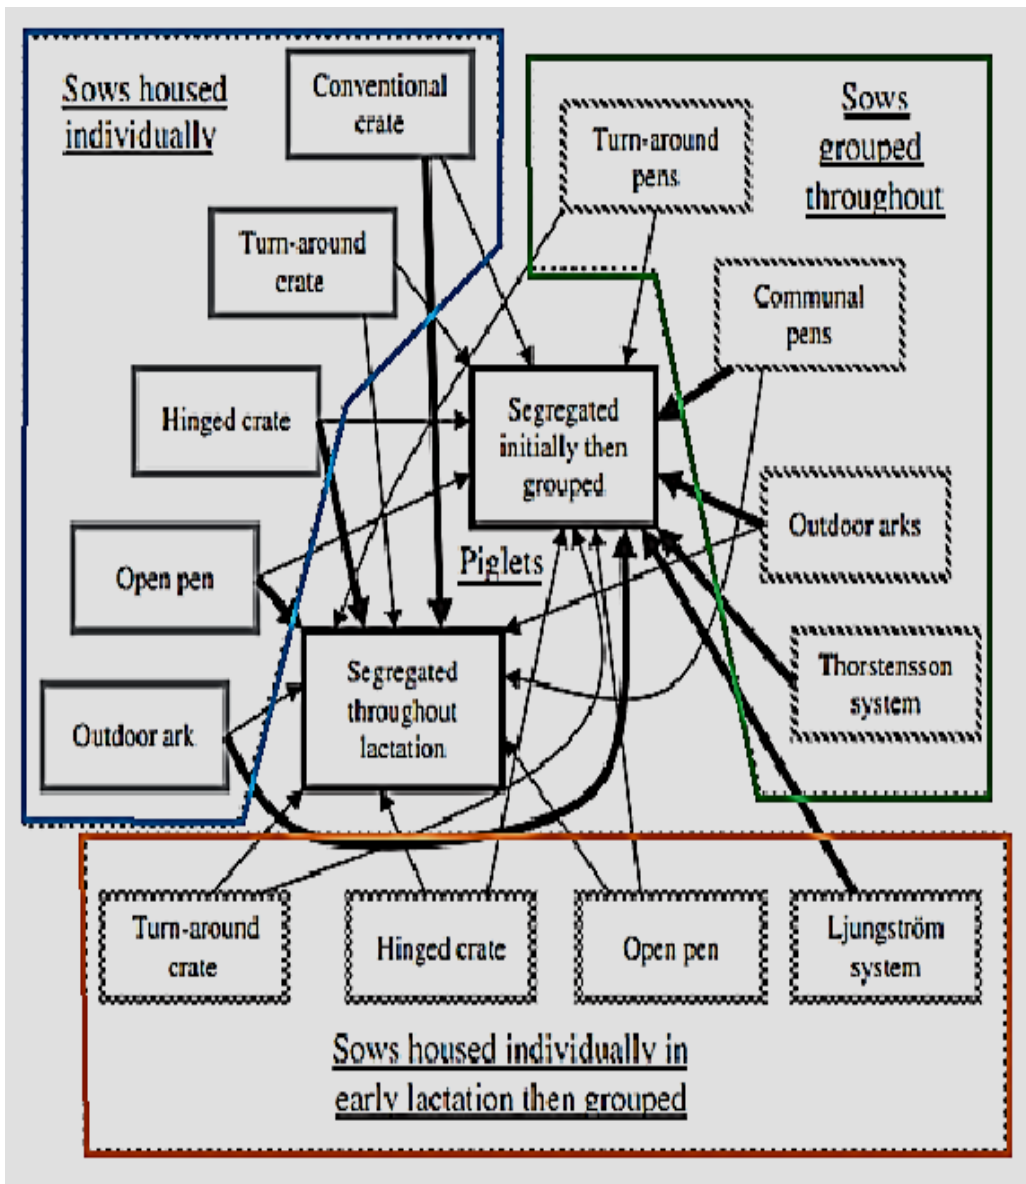 Sows housed
individually
Conventional
crate
Turn-around
crate
Hinged crate
Open pen
Outdoor ark
Sows
grouped
throughout
Turn-around
pens
Communal
pens
Outdoor arks
Thorstensson
system
Segregated
initially then
grouped
Piglets
Segregated
throughout
lactation
Turn-around
crate
Hinged crate
Open pen
Ljungström
system
Sows housed individually in
early lactation then grouped